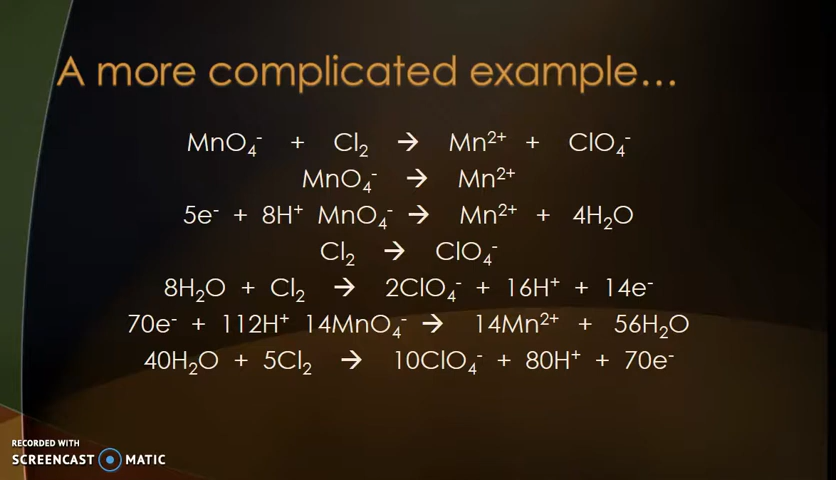 A more complicated example…
MnO₄⁻ + Cl₂ → Mn²⁺ + ClO₄⁻
MnO₄⁻ → Mn²⁺
5e⁻ + 8H⁺ MnO₄⁻ → Mn²⁺ + 4H₂O
Cl₂ → ClO₄⁻
8H₂O + Cl₂ → 2ClO₄⁻ + 16H⁺ + 14e⁻
70e⁻ + 112H⁺ 14MnO₄⁻ → 14Mn²⁺ + 56H₂O
40H₂O + 5Cl₂ → 10ClO₄⁻ + 80H⁺ + 70e⁻
RECORDED WITH
SCREENCAST MATIC